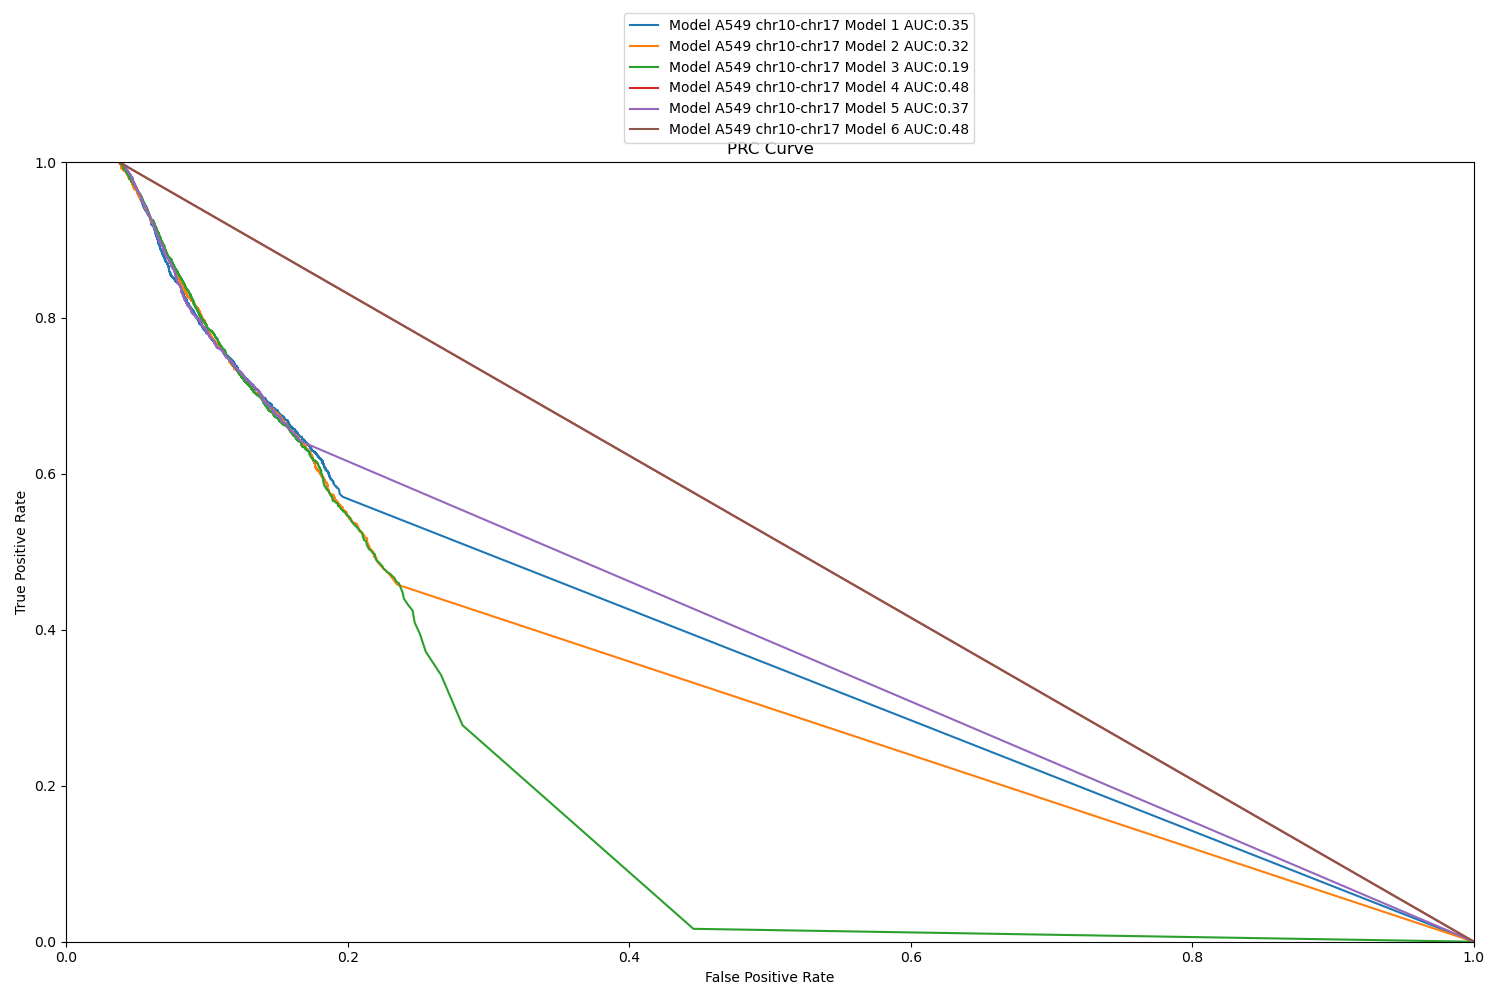 Model A549 chr10-chr17 Model 1 AUC:0.35
Model A549 chr10-chr17 Model 2 AUC:0.32
Model A549 chr10-chr17 Model 3 AUC:0.19
Model A549 chr10-chr17 Model 4 AUC:0.48
Model A549 chr10-chr17 Model 5 AUC:0.37
Model A549 chr10-chr17 Model 6 AUC:0.48
PRC Curve
1.0
0.8
0.6
0.4
0.2
0.0
True Positive Rate
0.0 0.2 0.4 0.6 0.8 1.0
False Positive Rate